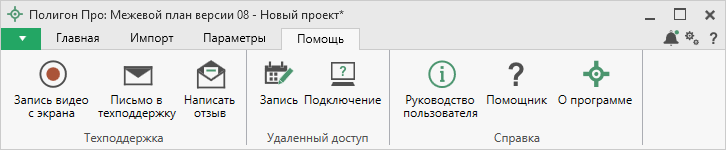 Полигон Про: Межевой план версии 08 - Новый проект*
Главная Импорт Параметры Помощь
?
Запись видео с экрана
Письмо в техподдержку
Написать отзыв
Техподдержка
Запись
Подключение
Удаленный доступ
Руководство пользователя
Помощник
О программе
Справка